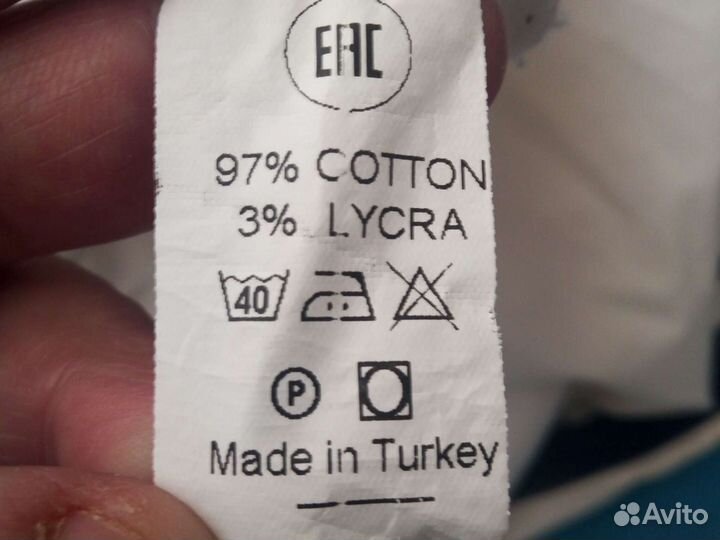 EAC
97% COTTON
3% LYCRA
40
P
Made in Turkey
Avito